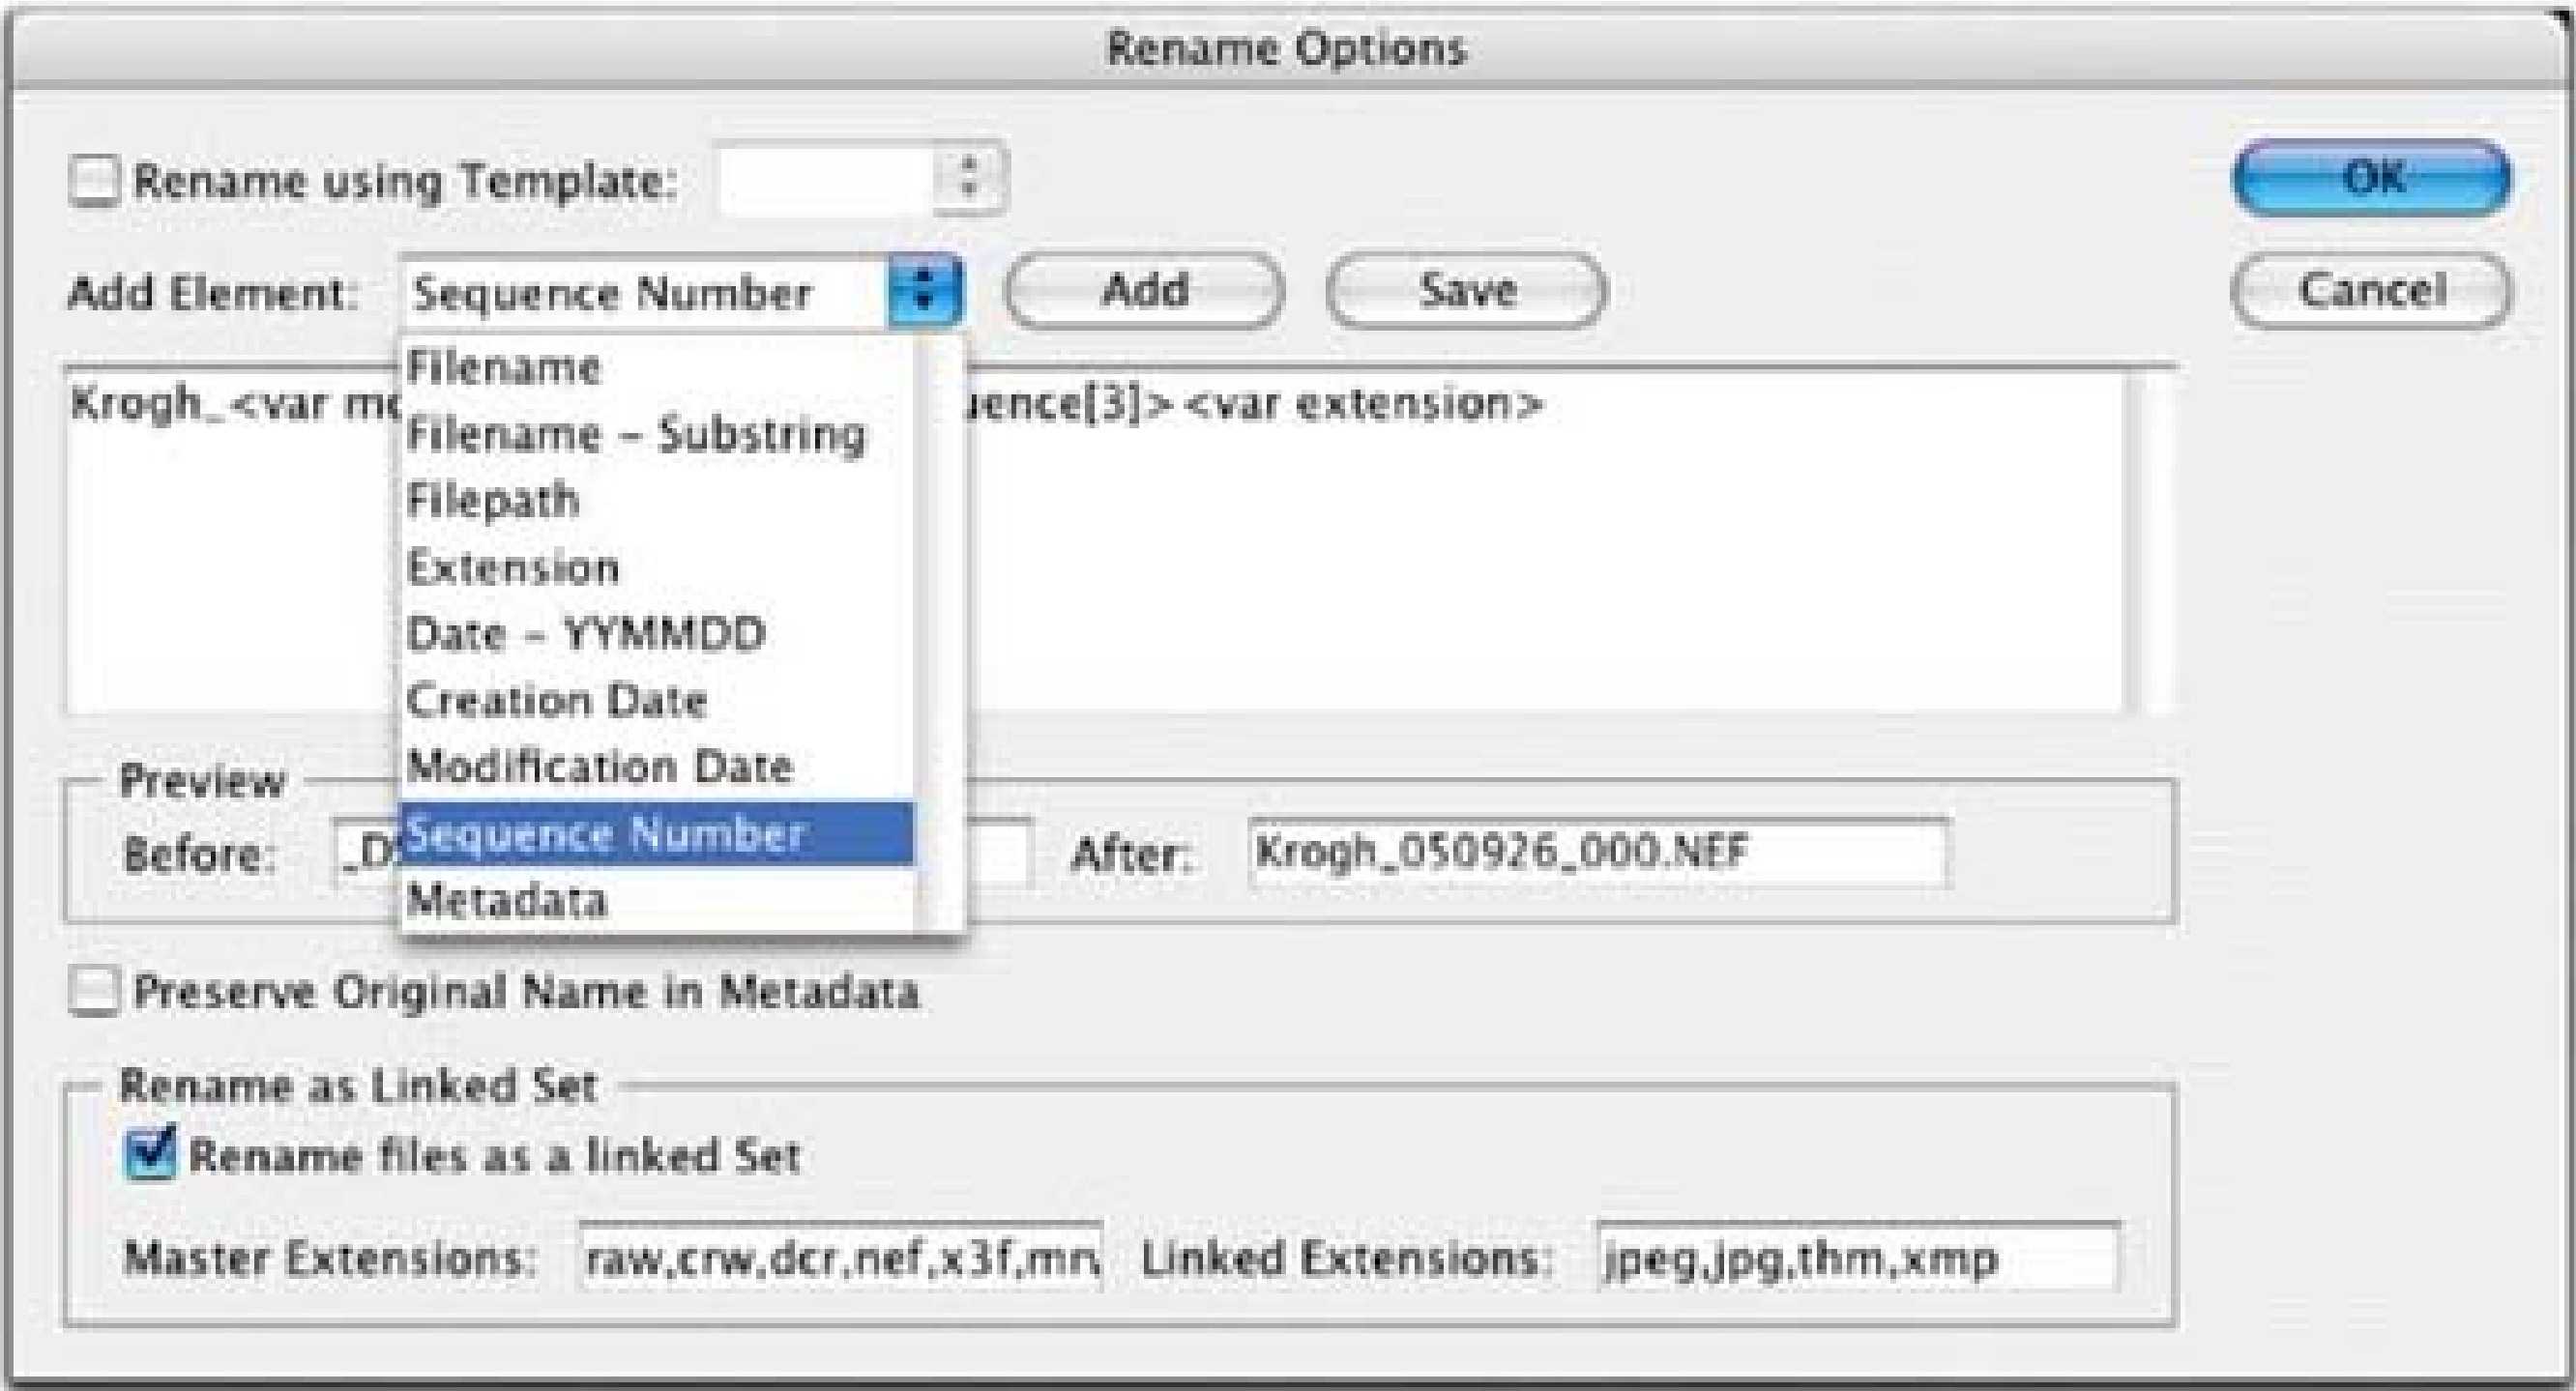 Rename Options
Rename using Template:
OK
Add Element: Sequence Number Add Save Cancel
Filename
Krogh_<var uence[3]><var extension>
Filename – Substring
Filepath
Extension
Date – YYMMDD
Creation Date
Modification Date
Preview
Sequence Number
Before: _D After: Krogh_050926_000.NEF
Metadata
Preserve Original Name in Metadata
Rename as Linked Set
Rename files as a linked Set
Master Extensions: raw,crw,dcr,nef,x3f,mrv Linked Extensions: jpeg,jpg,thm,xmp